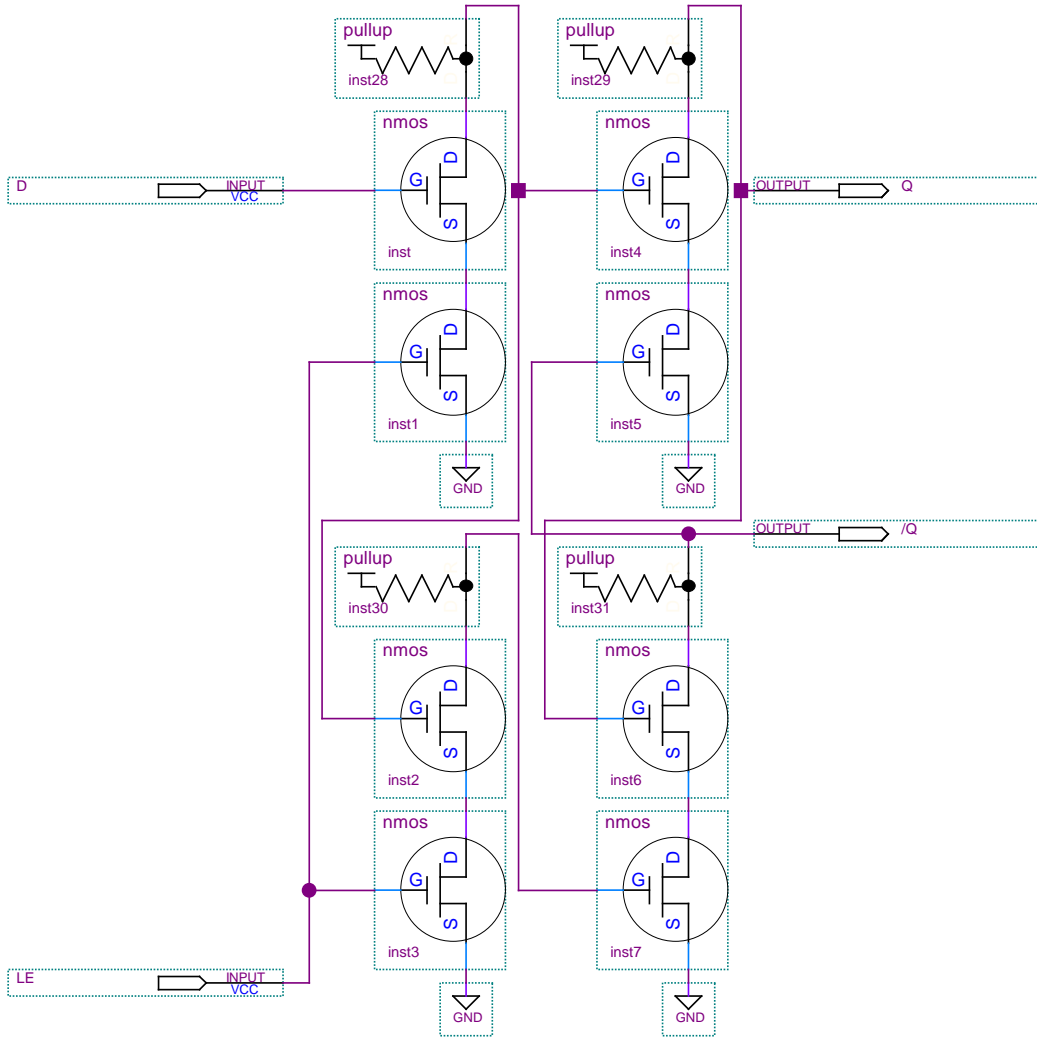 pullup
inst28
pullup
inst29
nmos
D
G
S
inst
nmos
D
G
S
inst4
D
INPUT
VCC
OUTPUT
Q
nmos
D
G
S
inst1
nmos
D
G
S
inst5
GND
GND
OUTPUT
/Q
pullup
inst30
pullup
inst31
nmos
D
G
S
inst2
nmos
D
G
S
inst6
nmos
D
G
S
inst3
nmos
D
G
S
inst7
LE
INPUT
VCC
GND
GND